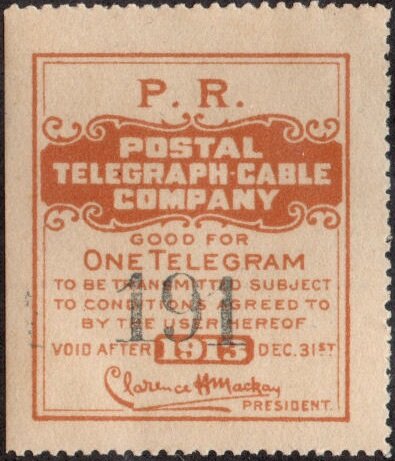 P. R.
POSTAL
TELEGRAPH-CABLE
COMPANY
GOOD FOR
ONE TELEGRAM
191
TO BE TRANSMITTED SUBJECT
TO CONDITIONS AGREED TO
BY THE USER HEREOF
VOID AFTER 1913 DEC. 31ST
Clarence H Mackay
PRESIDENT.